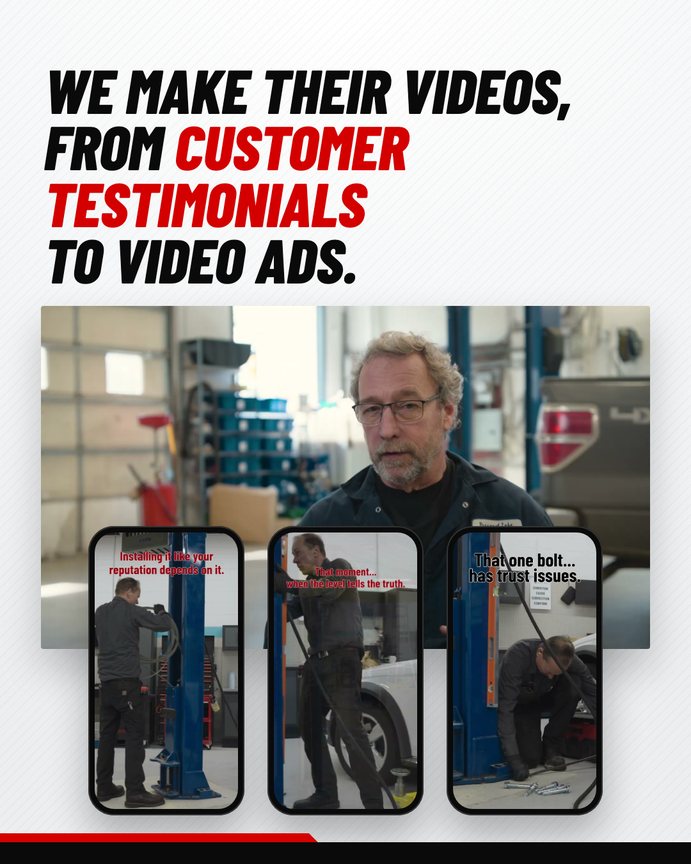 WE MAKE THEIR VIDEOS,
FROM CUSTOMER
TESTIMONIALS
TO VIDEO ADS.
Installing it like your
reputation depends on it.
That moment...
when the level tells the truth.
That one bolt...
has trust issues.